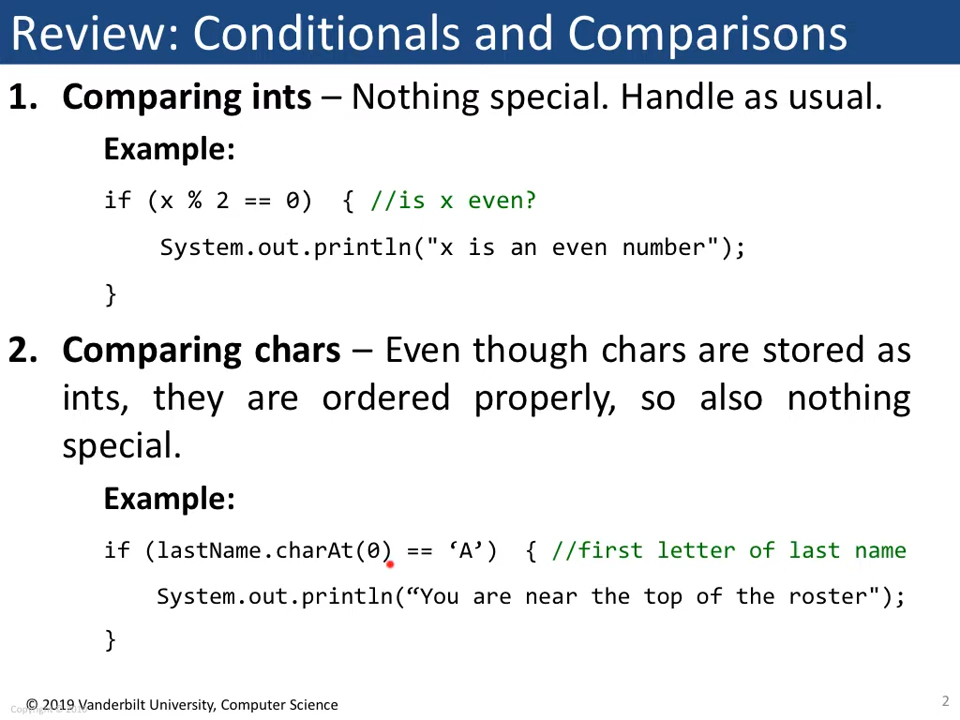 Review: Conditionals and Comparisons
1. Comparing ints – Nothing special. Handle as usual.
Example:
if (x % 2 == 0)  { //is x even?
System.out.println("x is an even number");
}
2. Comparing chars – Even though chars are stored as
ints, they are ordered properly, so also nothing
special.
Example:
if (lastName.charAt(0) == ‘A’)  { //first letter of last name
System.out.println(“You are near the top of the roster");
}
© 2019 Vanderbilt University, Computer Science
2